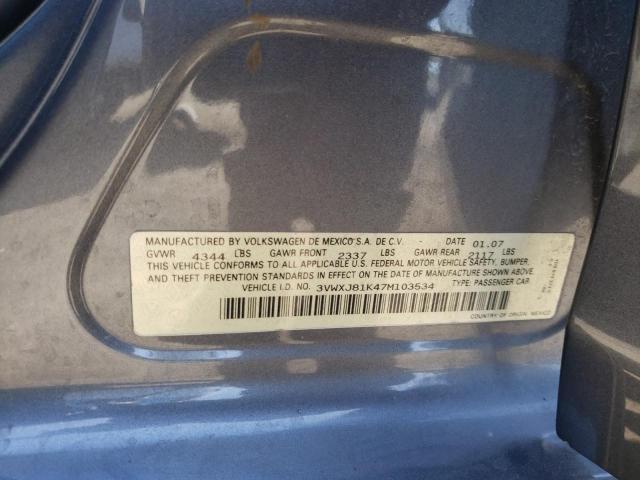 MANUFACTURED BY VOLKSWAGEN DE MEXICO S.A. DE C.V. - DATE 01.07
GVWR 4344 LBS GAWR FRONT 2337 LBS GAWR REAR 2117 LBS
THIS VEHICLE CONFORMS TO ALL APPLICABLE U.S. FEDERAL MOTOR VEHICLE SAFETY, BUMPER,
AND THEFT PREVENTION STANDARDS IN EFFECT ON THE DATE OF MANUFACTURE SHOWN ABOVE.
VEHICLE I.D. NO. 3VWXJ81K47M103534 TYPE: PASSENGER CAR
COUNTRY OF ORIGIN: MEXICO